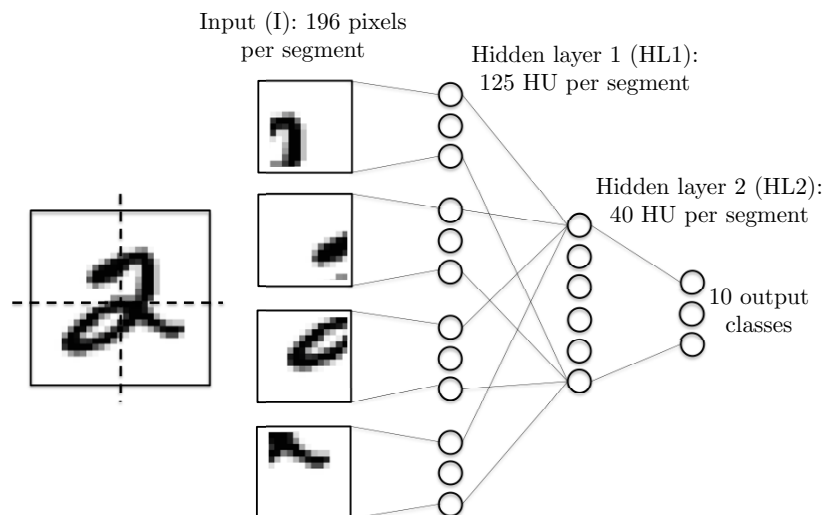 Input (I): 196 pixels
per segment
Hidden layer 1 (HL1):
125 HU per segment
Hidden layer 2 (HL2):
40 HU per segment
10 output
classes